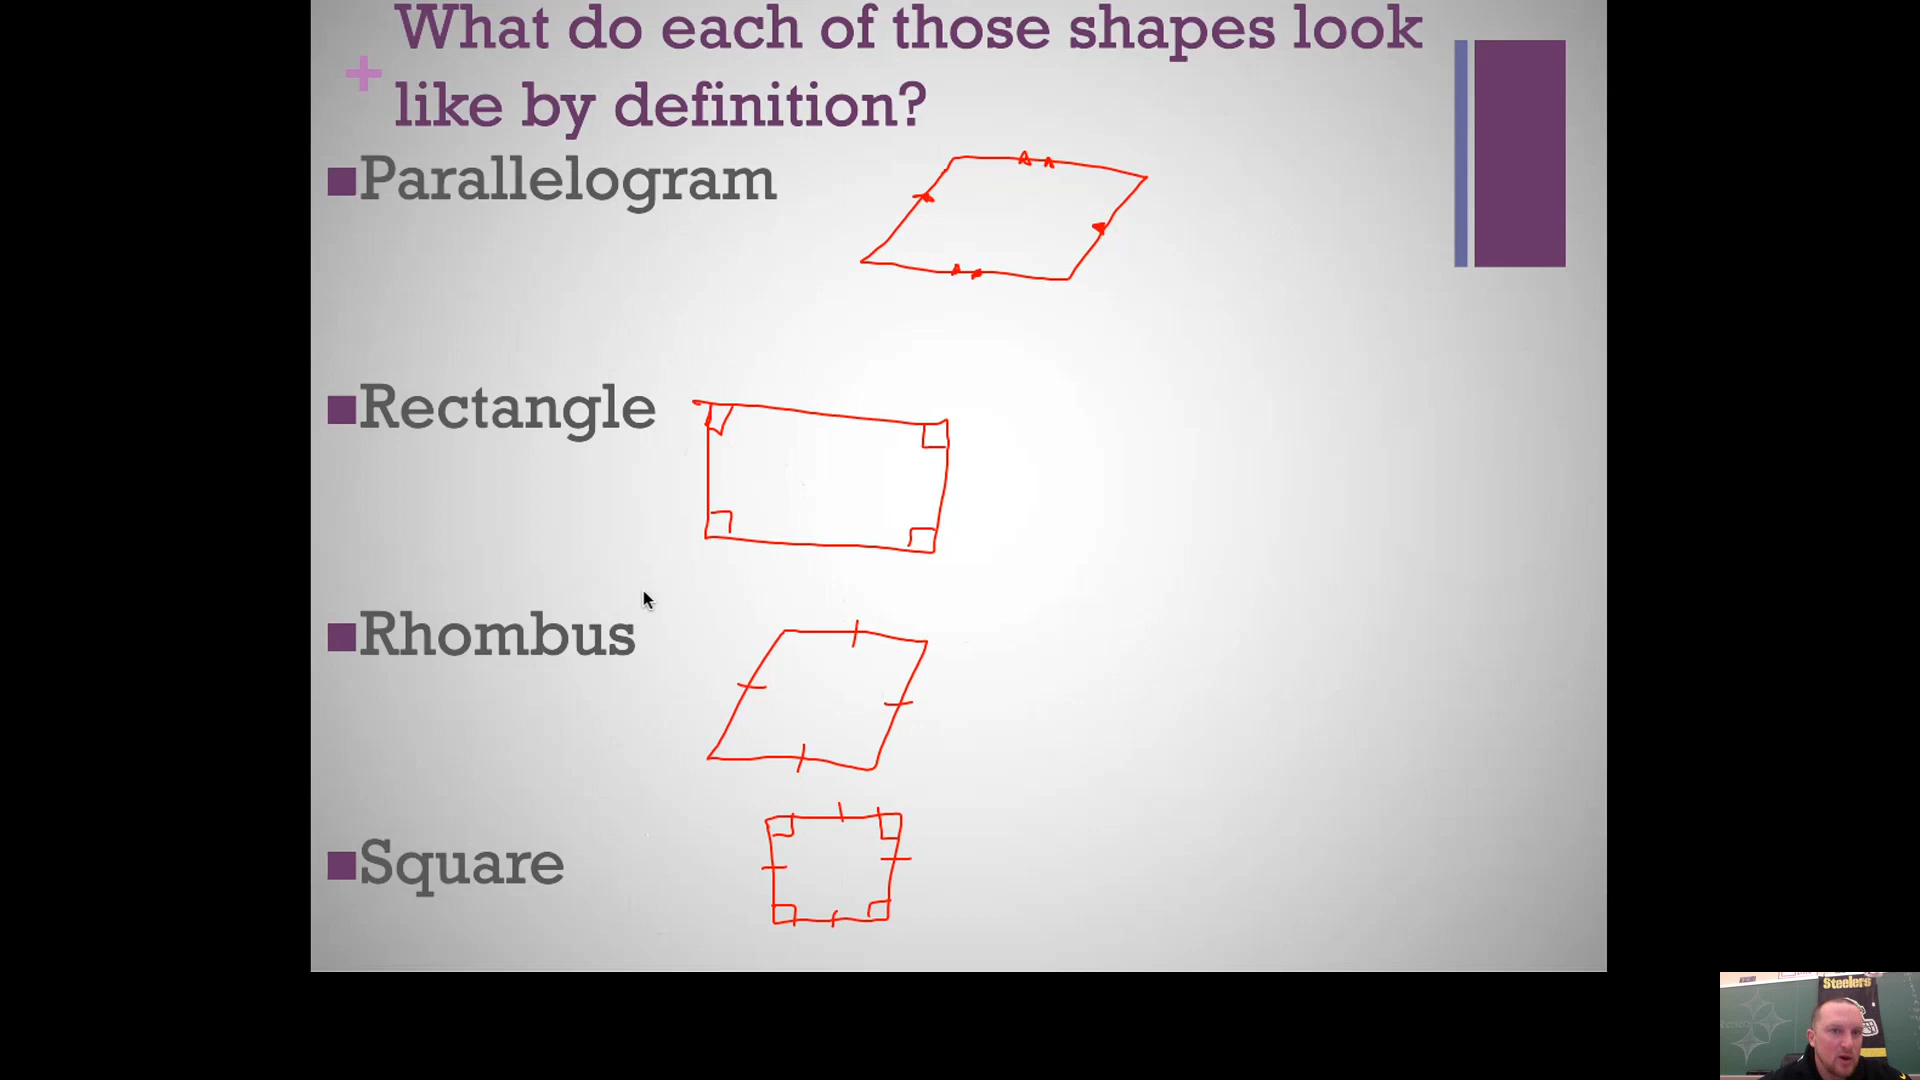 What do each of those shapes look
+ like by definition?
Parallelogram
Rectangle
Rhombus
Square
Steelers